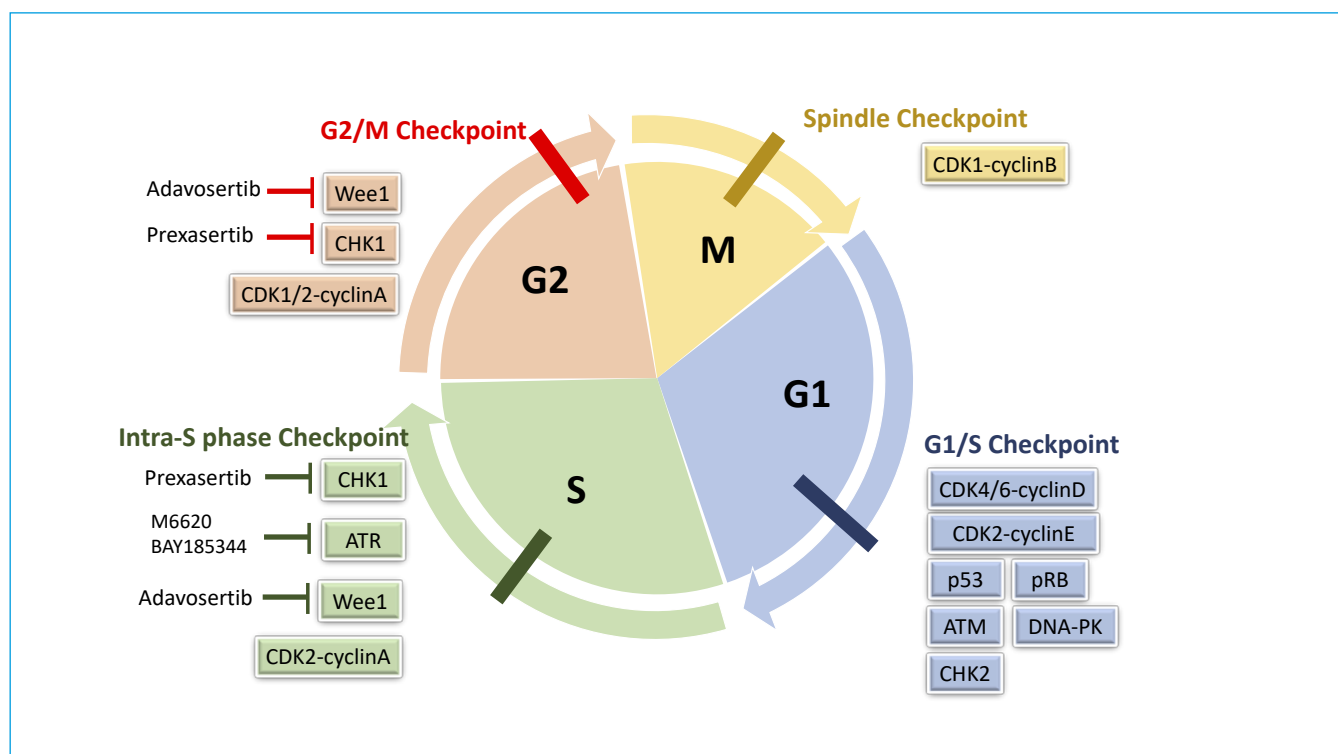 G2/M Checkpoint
Spindle Checkpoint
CDK1-cyclinB
Adavosertib
Wee1
Prexasertib
CHK1
CDK1/2-cyclinA
G2
M
G1
S
Intra-S phase Checkpoint
Prexasertib
CHK1
M6620
BAY185344
ATR
Adavosertib
Wee1
CDK2-cyclinA
G1/S Checkpoint
CDK4/6-cyclinD
CDK2-cyclinE
p53
pRB
ATM
DNA-PK
CHK2